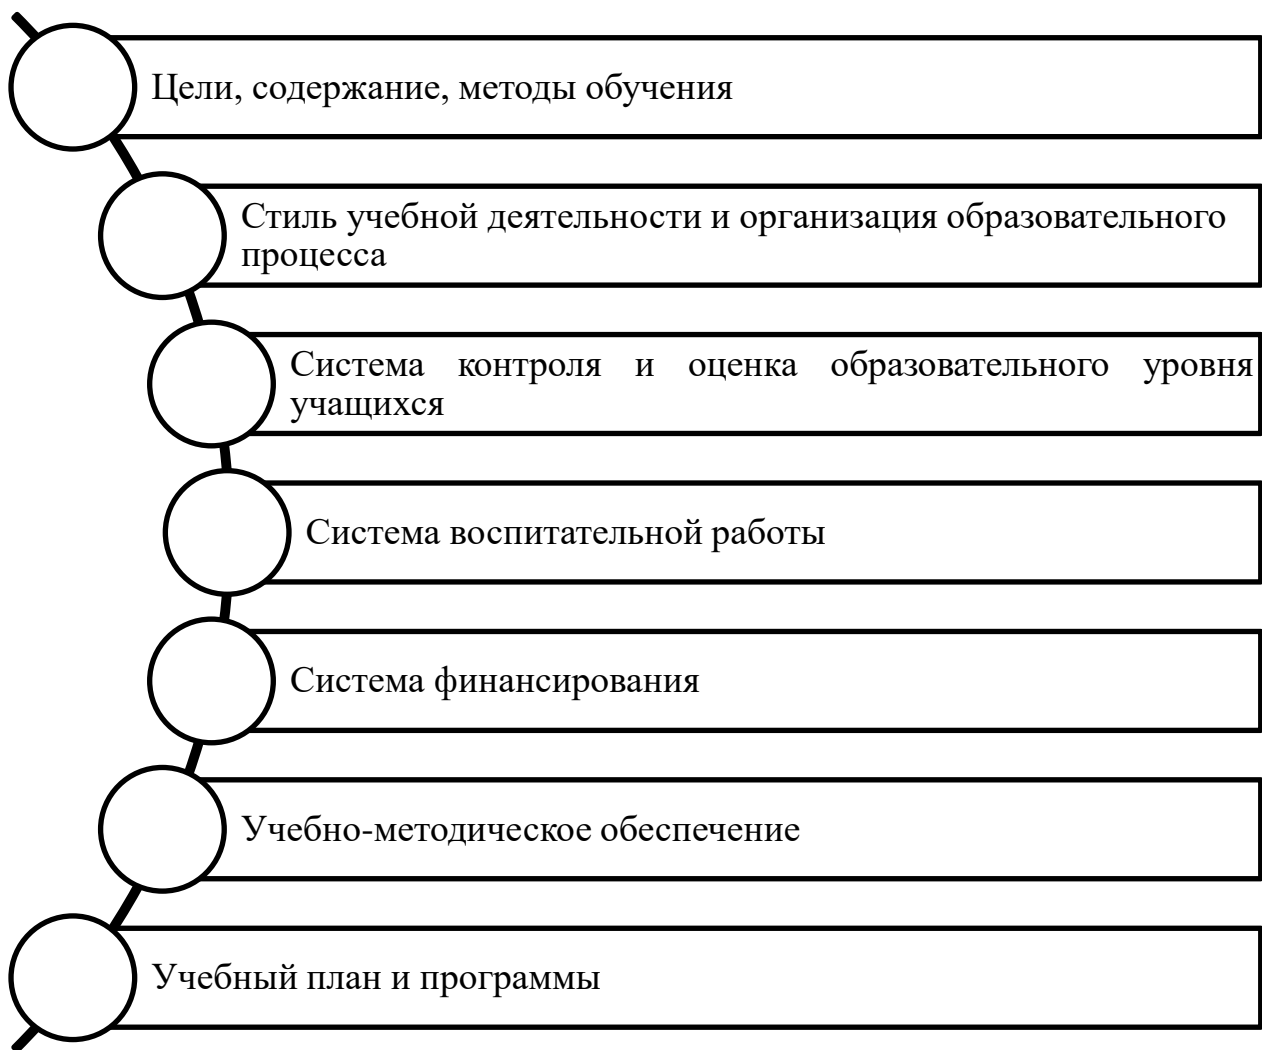 Цели, содержание, методы обучения
Стиль учебной деятельности и организация образовательного
процесса
Система контроля и оценка образовательного уровня
учащихся
Система воспитательной работы
Система финансирования
Учебно-методическое обеспечение
Учебный план и программы